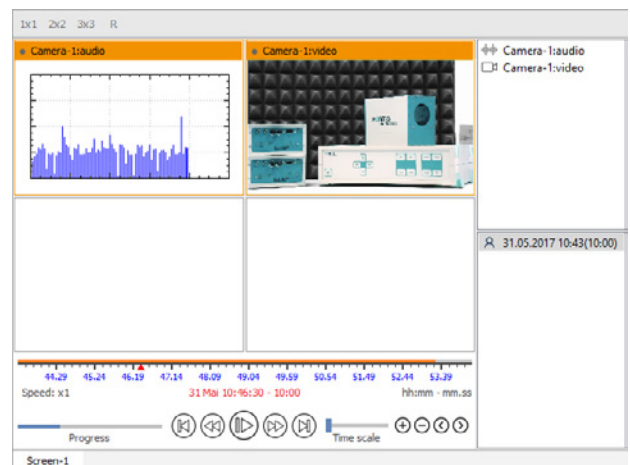 1x1 2x2 3x3 R
Camera-1:audio
Camera-1:video
Camera-1:audio
Camera-1:video
31.05.2017 10:43(10:00)
44.29 45.24 46.19 47.14 48.09 49.04 49.59 50.54 51.49 52.44 53.39
Speed: x1 31 Mai 10:46:30 - 10:00 hh:mm - mm.ss
Progress
Time scale
Screen-1